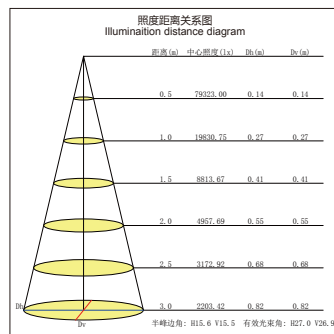 照度距离关系图
Illuminaition distance diagram
距离(m) 中心照度(lx) Dh(m) Dv(m)
0.5 79323.00 0.14 0.14
1.0 19830.75 0.27 0.27
1.5 8813.67 0.41 0.41
2.0 4957.69 0.55 0.55
2.5 3172.92 0.68 0.68
3.0 2203.42 0.82 0.82
Dh
Dv
半峰边角: H15.6 V15.5 有效光束角: H27.0 V26.9